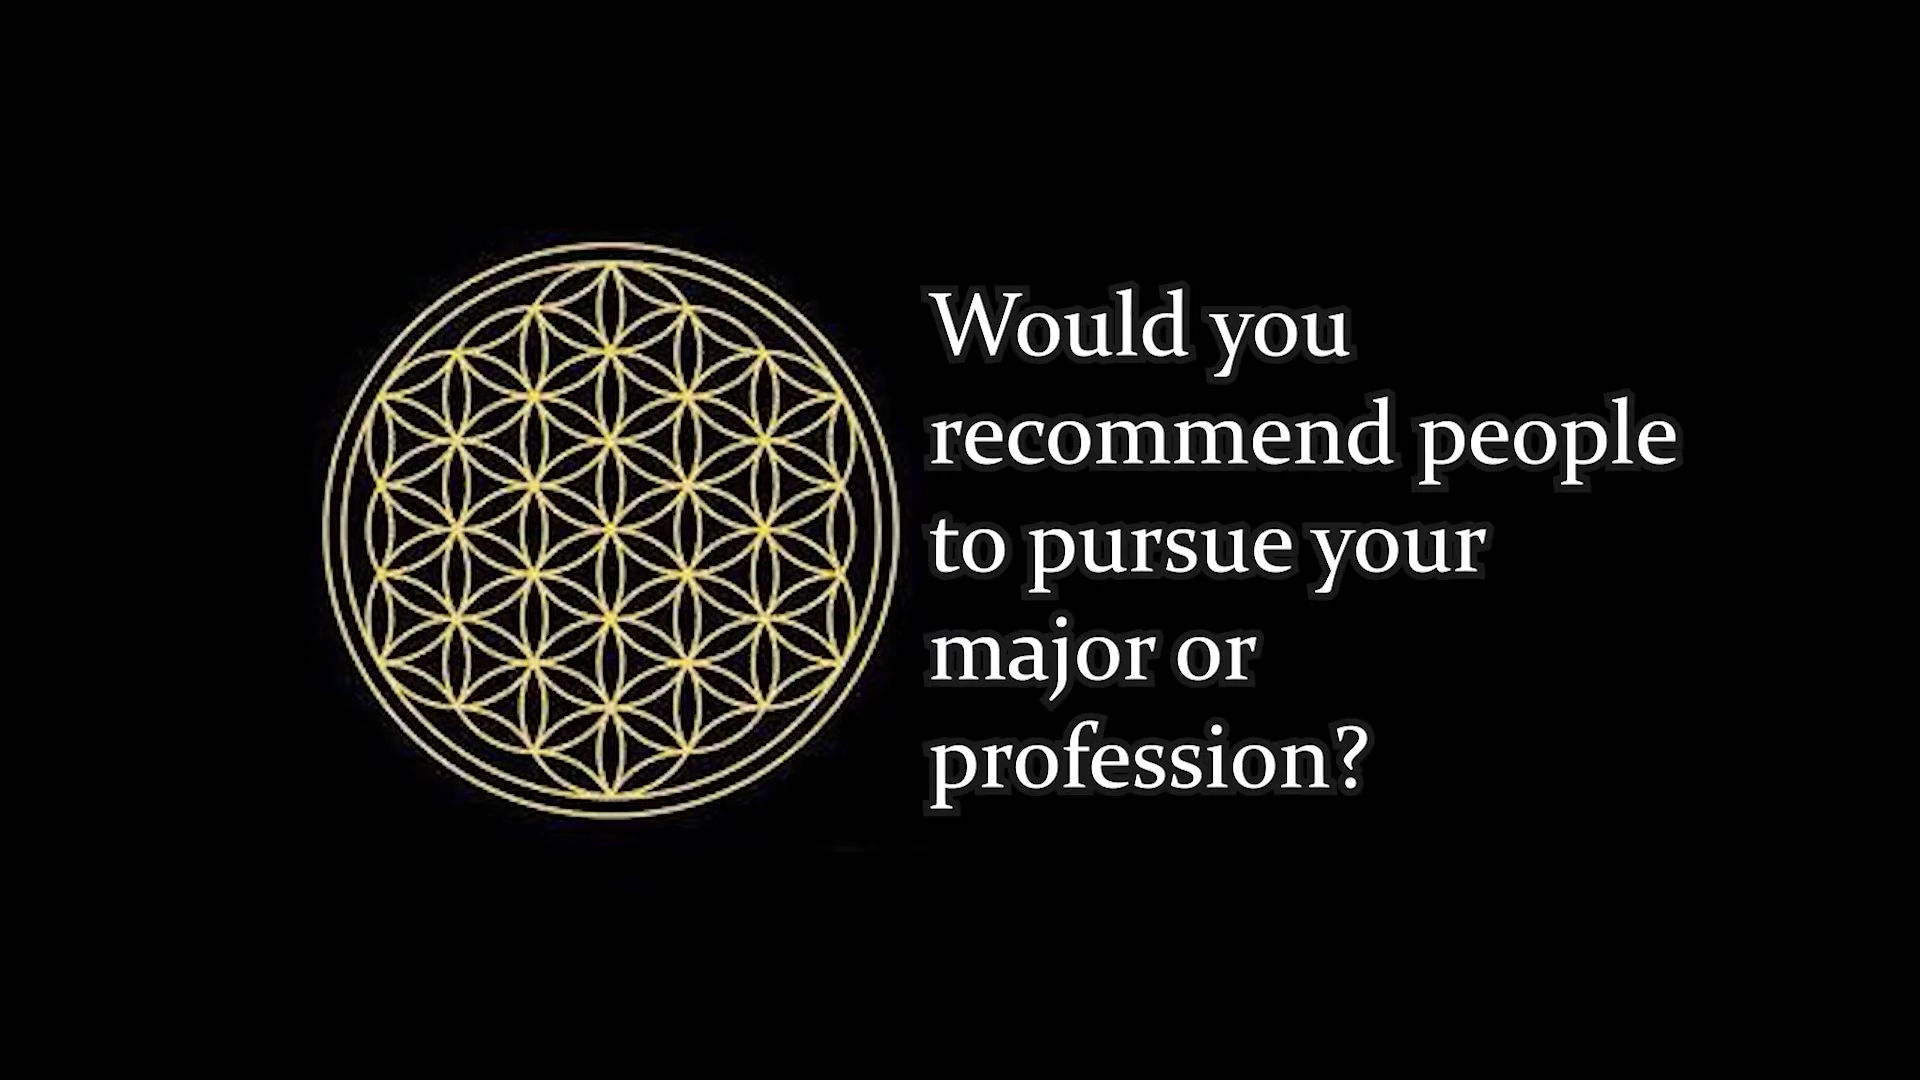 Would you
recommend people
to pursue your
major or
profession?